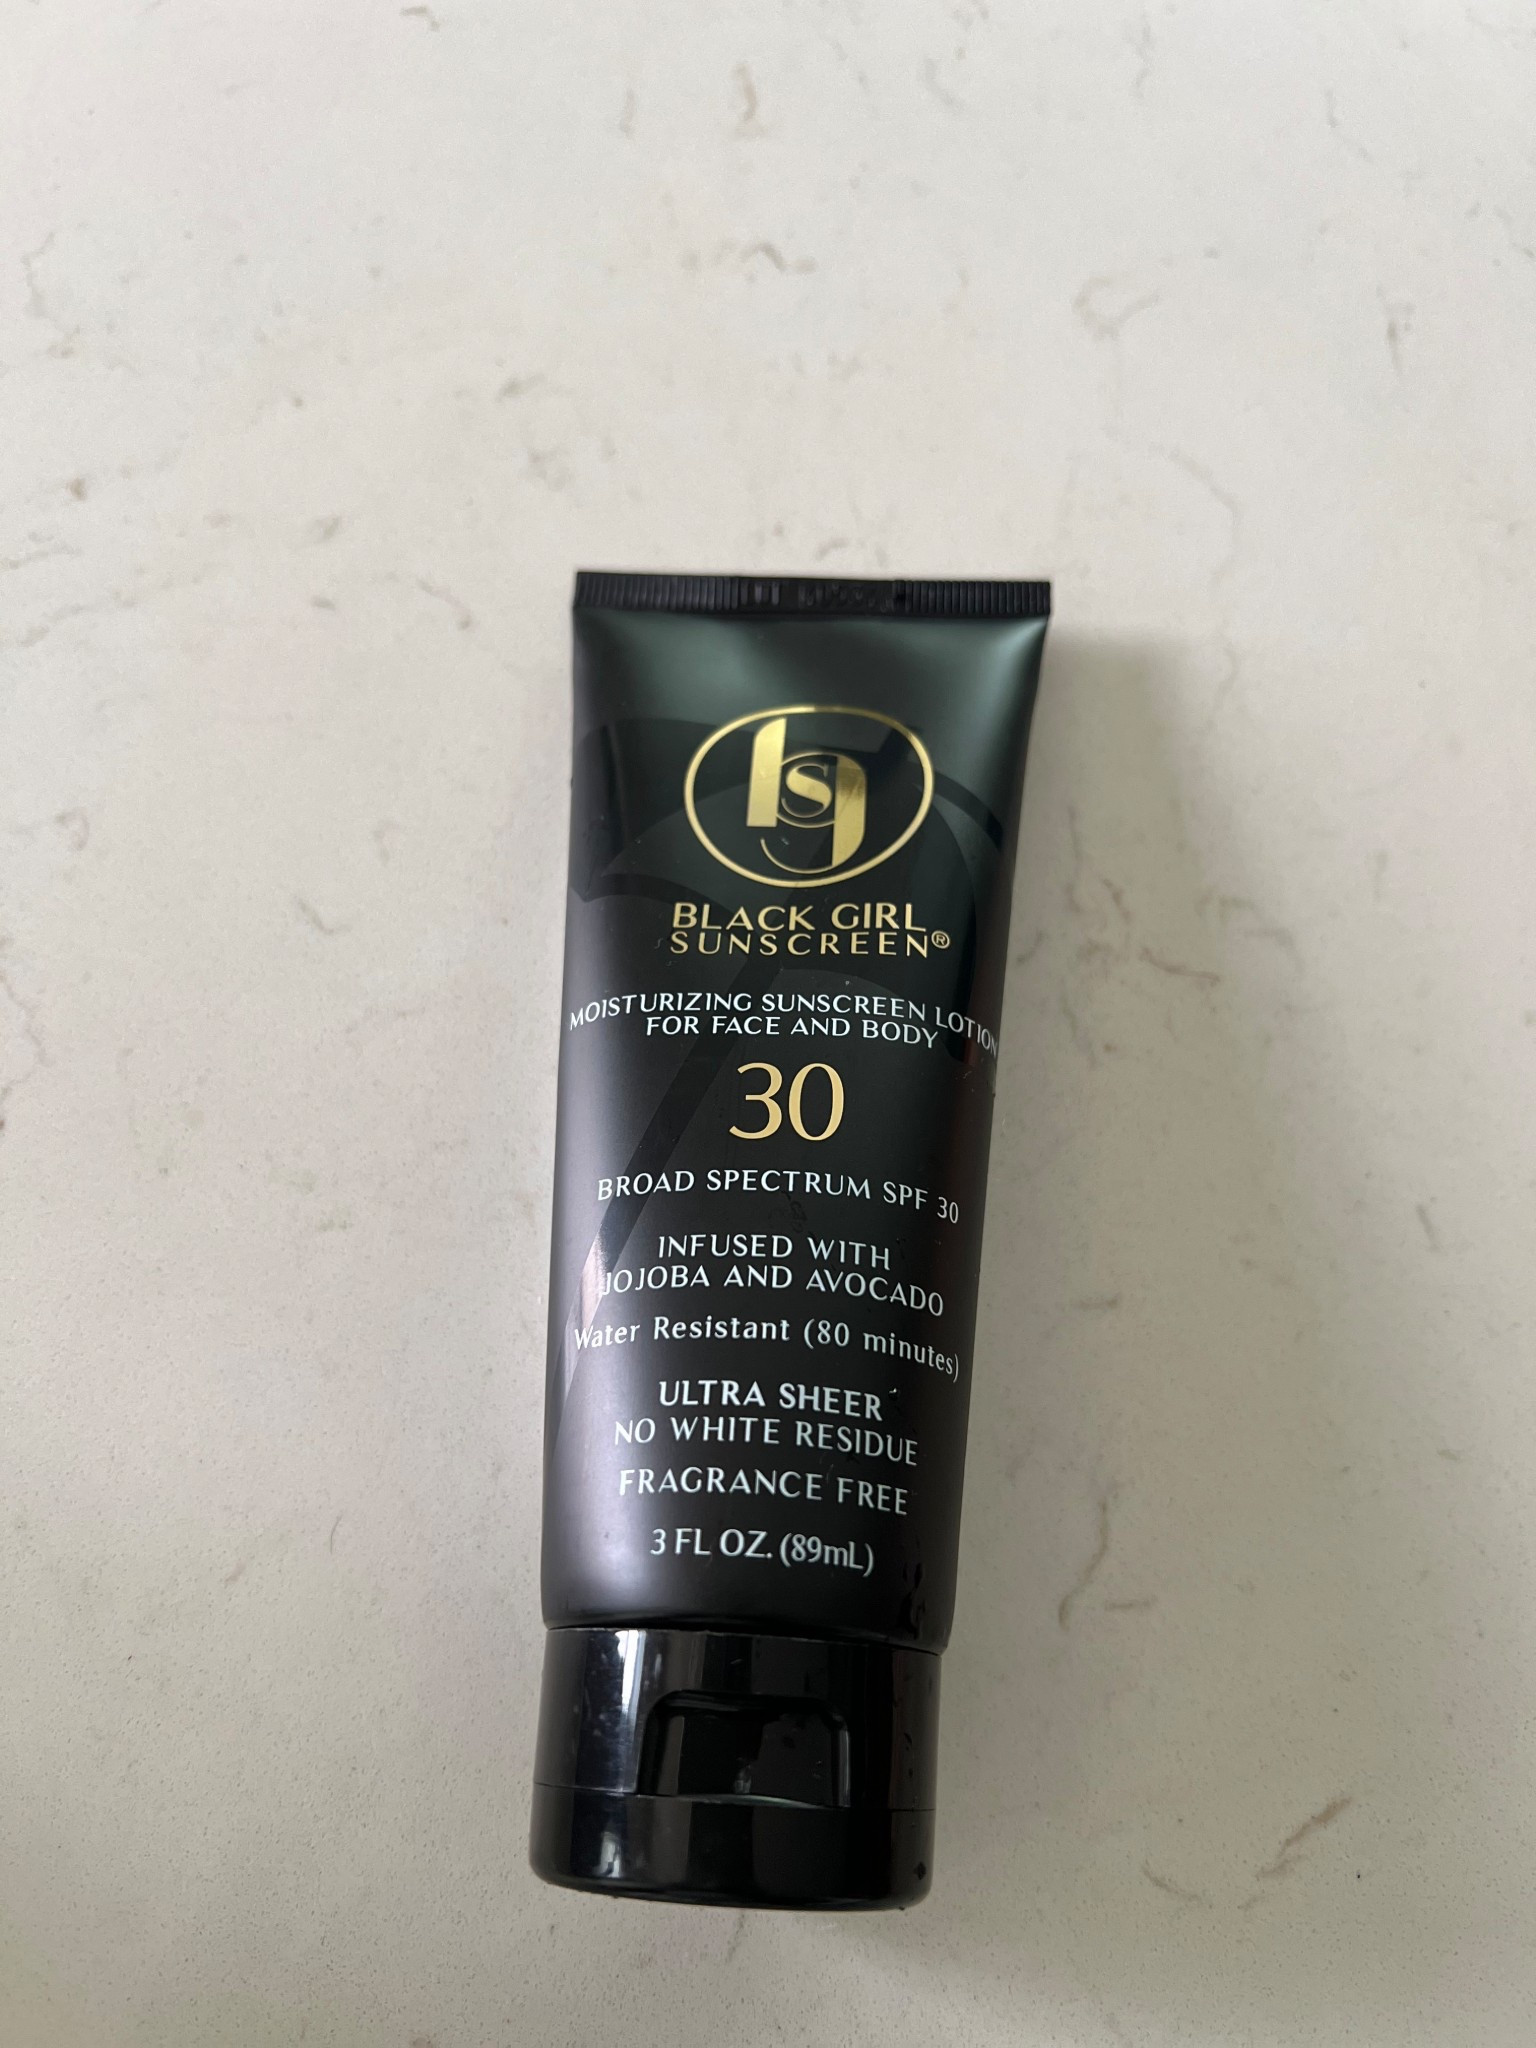 bsg
BLACK GIRL
SUNSCREEN®
MOISTURIZING SUNSCREEN LOTION
FOR FACE AND BODY
30
BROAD SPECTRUM SPF 30
INFUSED WITH
JOJOBA AND AVOCADO
Water Resistant (80 minutes)
ULTRA SHEER
NO WHITE RESIDUE
FRAGRANCE FREE
3 FL OZ. (89mL)